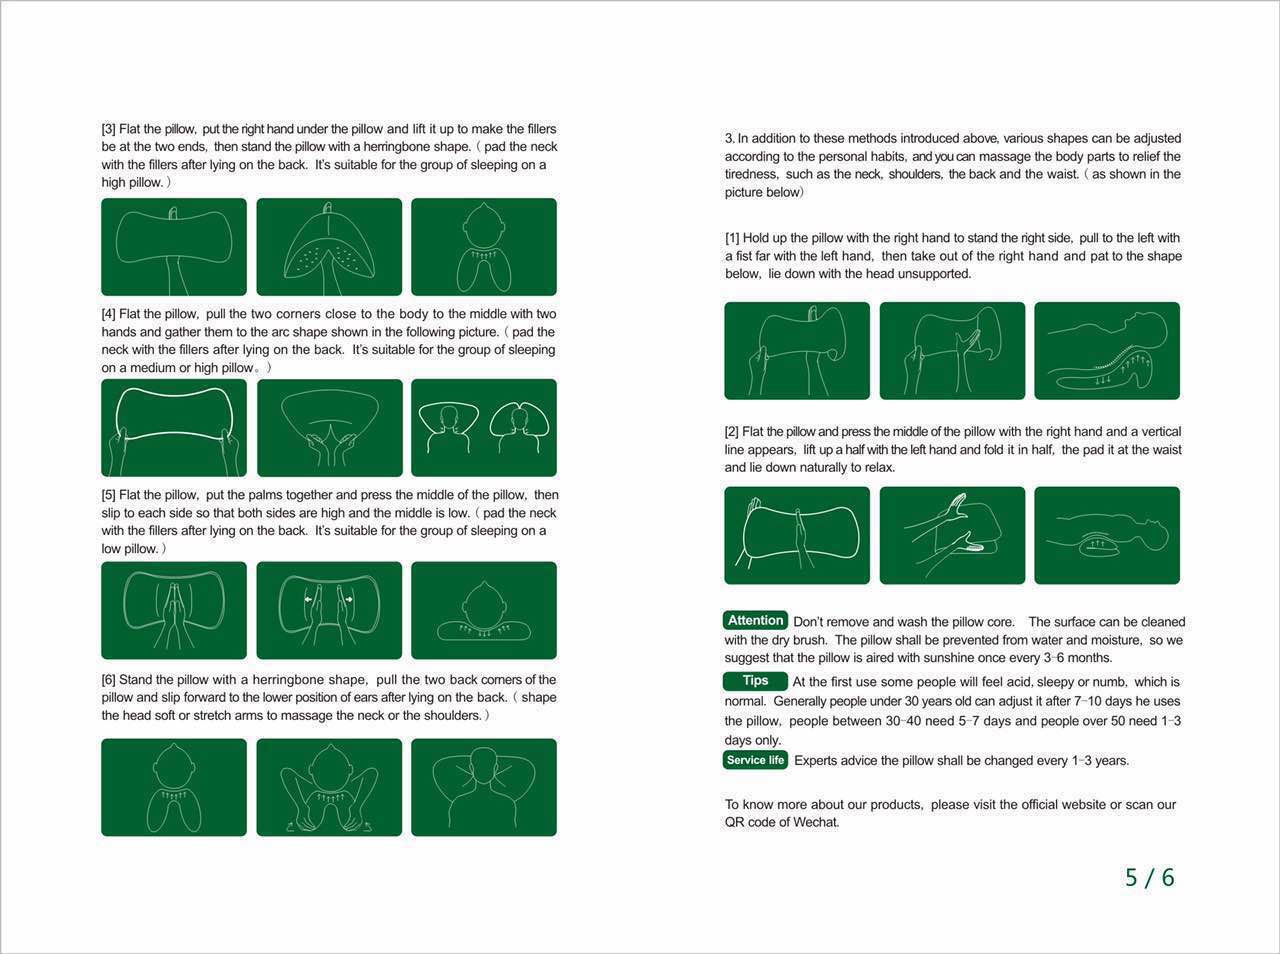 [3] Flat the pillow, put the right hand under the pillow and lift it up to make the fillers
be at the two ends, then stand the pillow with a herringbone shape. ( pad the neck
with the fillers after lying on the back. It's suitable for the group of sleeping on a
high pillow. )
[4] Flat the pillow, pull the two corners close to the body to the middle with two
hands and gather them to the arc shape shown in the following picture. ( pad the
neck with the fillers after lying on the back. It's suitable for the group of sleeping
on a medium or high pillow。)
[5] Flat the pillow, put the palms together and press the middle of the pillow, then
slip to each side so that both sides are high and the middle is low. ( pad the neck
with the fillers after lying on the back. It's suitable for the group of sleeping on a
low pillow. )
[6] Stand the pillow with a herringbone shape, pull the two back corners of the
pillow and slip forward to the lower position of ears after lying on the back. ( shape
the head soft or stretch arms to massage the neck or the shoulders. )
3. In addition to these methods introduced above, various shapes can be adjusted
according to the personal habits, and you can massage the body parts to relief the
tiredness, such as the neck, shoulders, the back and the waist. ( as shown in the
picture below)
[1] Hold up the pillow with the right hand to stand the right side, pull to the left with
a fist far with the left hand, then take out of the right hand and pat to the shape
below, lie down with the head unsupported.
[2] Flat the pillow and press the middle of the pillow with the right hand and a vertical
line appears, lift up a half with the left hand and fold it in half, the pad it at the waist
and lie down naturally to relax.
Attention Don't remove and wash the pillow core. The surface can be cleaned
with the dry brush. The pillow shall be prevented from water and moisture, so we
suggest that the pillow is aired with sunshine once every 3-6 months.
Tips At the first use some people will feel acid, sleepy or numb, which is
normal. Generally people under 30 years old can adjust it after 7-10 days he uses
the pillow, people between 30-40 need 5-7 days and people over 50 need 1-3
days only.
Service life Experts advice the pillow shall be changed every 1-3 years.
To know more about our products, please visit the official website or scan our
QR code of Wechat.
5 / 6